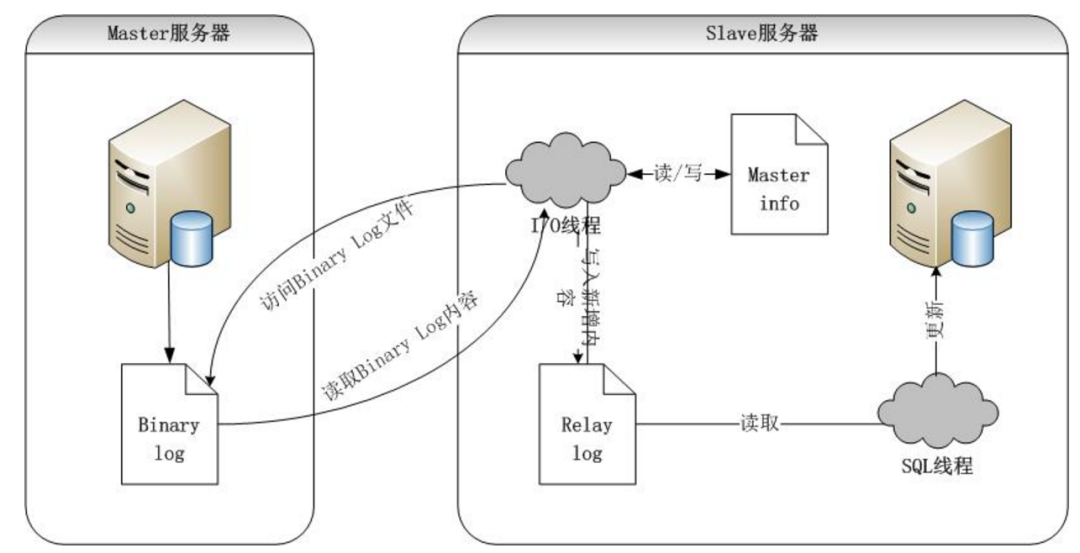 Master服务器
Slave服务器
I/O线程
读/写
Master
info
访问Binary Log文件
读取Binary Log内容
写入新增内
容
更新
Binary
log
Relay
log
读取
SQL线程